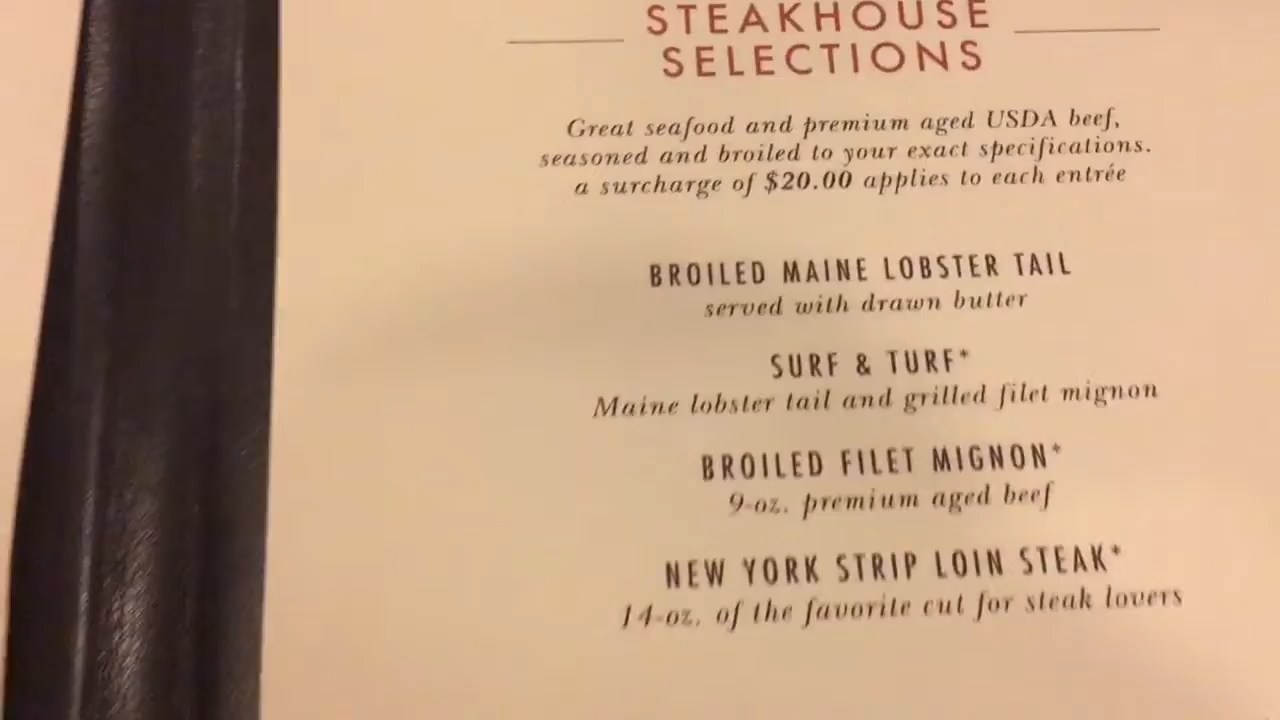 STEAKHOUSE
SELECTIONS
Great seafood and premium aged USDA beef,
seasoned and broiled to your exact specifications.
a surcharge of $20.00 applies to each entrée
BROILED MAINE LOBSTER TAIL
served with drawn butter
SURF & TURF*
Maine lobster tail and grilled filet mignon
BROILED FILET MIGNON*
9-oz. premium aged beef
NEW YORK STRIP LOIN STEAK*
14-oz. of the favorite cut for steak lovers